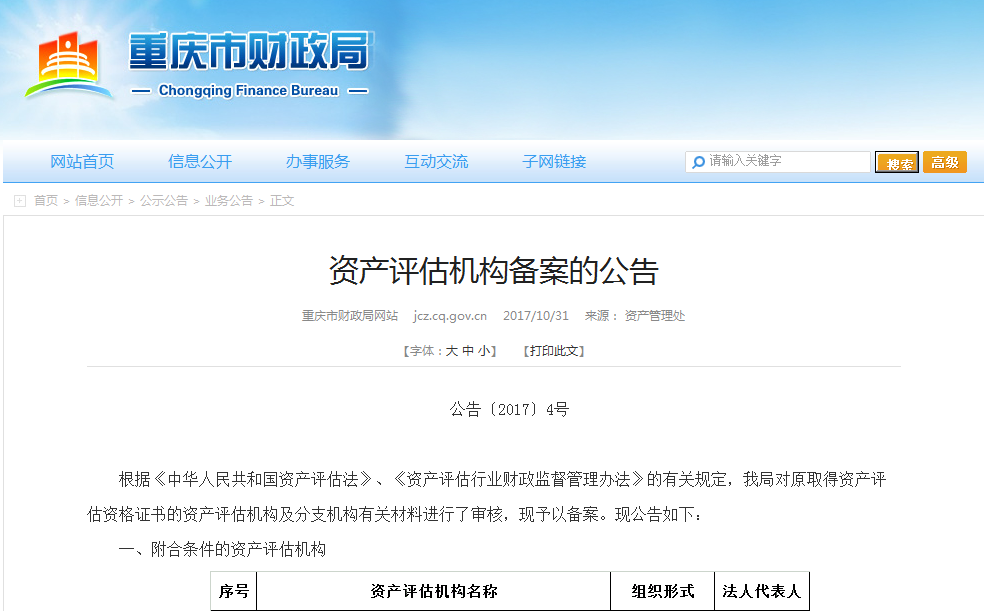 重庆市财政局
Chongqing Finance Bureau
网站首页 信息公开 办事服务 互动交流 子网链接 请输入关键字 搜索 高级
首页 > 信息公开 > 公示公告 > 业务公告 > 正文
资产评估机构备案的公告
重庆市财政局网站 jcz.cq.gov.cn 2017/10/31 来源： 资产管理处
【字体：大 中 小】 【打印此文】
公告〔2017〕4号
根据《中华人民共和国资产评估法》、《资产评估行业财政监督管理办法》的有关规定，我局对原取得资产评
估资格证书的资产评估机构及分支机构有关材料进行了审核，现予以备案。现公告如下：
一、附合条件的资产评估机构
序号 资产评估机构名称 组织形式 法人代表人